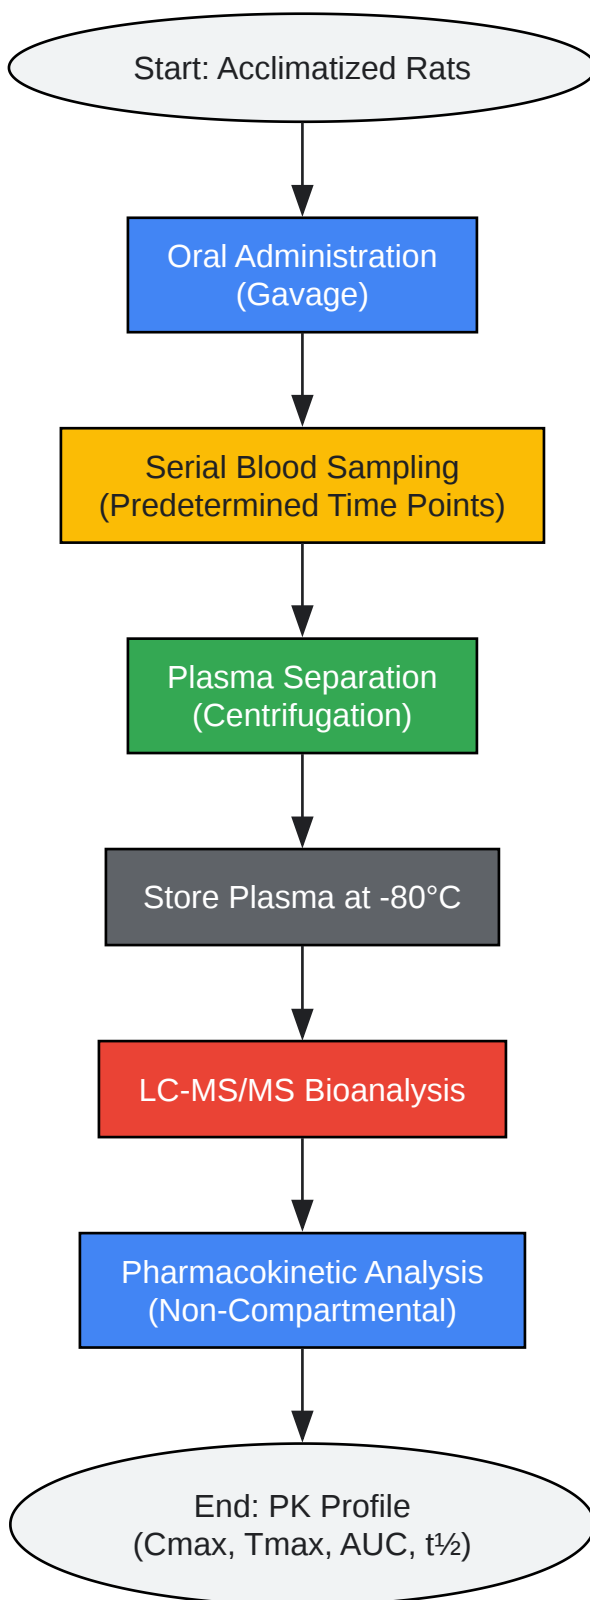 Start: Acclimatized Rats
Oral Administration
(Gavage)
Serial Blood Sampling
(Predetermined Time Points)
Plasma Separation
(Centrifugation)
Store Plasma at -80°C
LC-MS/MS Bioanalysis
Pharmacokinetic Analysis
(Non-Compartmental)
End: PK Profile
(Cmax, Tmax, AUC, t½)